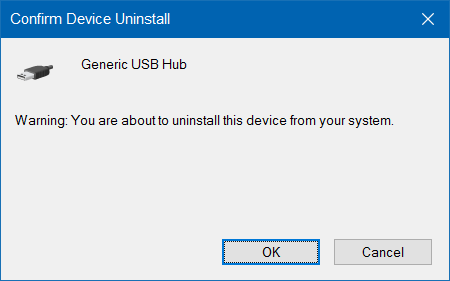 Confirm Device Uninstall
Generic USB Hub
Warning: You are about to uninstall this device from your system.
OK
Cancel